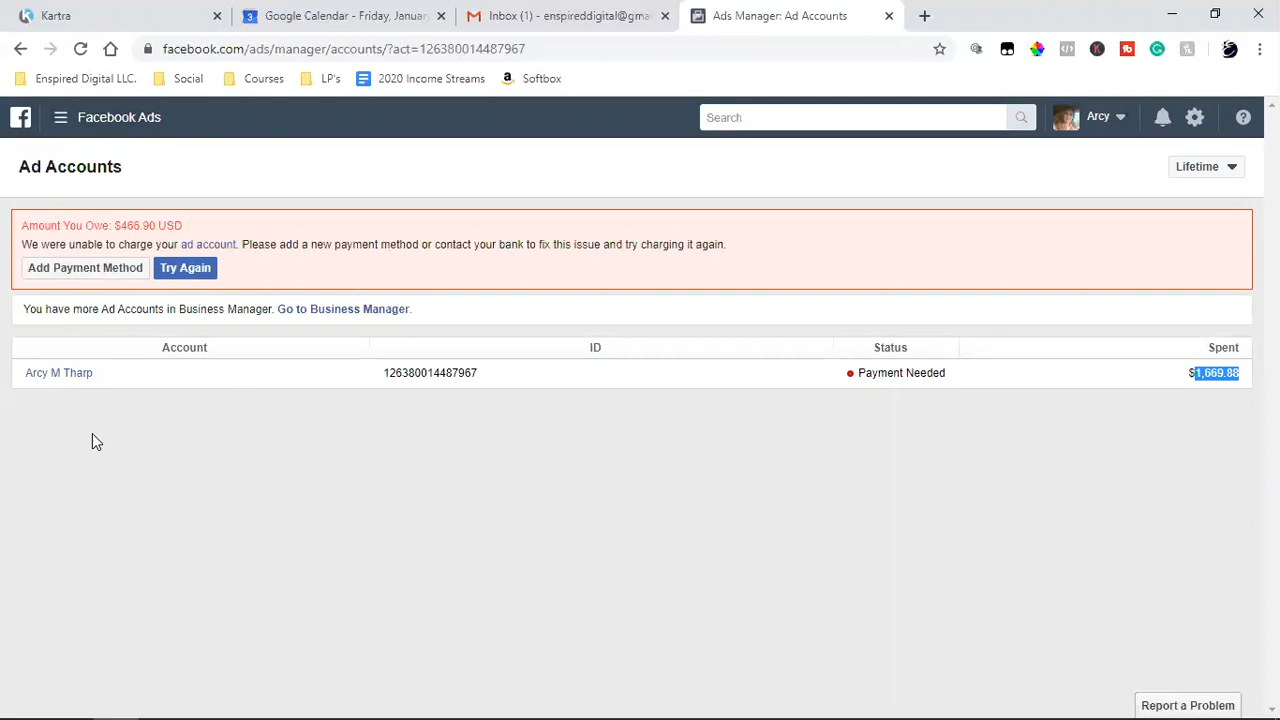 Kartra
Google Calendar - Friday, Januar
Inbox (1) - enspireddigital@gma
Ads Manager: Ad Accounts
facebook.com/ads/manager/accounts/?act=126380014487967
Enspired Digital LLC. Social Courses LP's 2020 Income Streams Softbox
Facebook Ads Search Arcy
Ad Accounts Lifetime
Amount You Owe: $466.90 USD
We were unable to charge your ad account. Please add a new payment method or contact your bank to fix this issue and try charging it again.
Add Payment Method Try Again
You have more Ad Accounts in Business Manager. Go to Business Manager.
Account ID Status Spent
Arcy M Tharp 126380014487967 Payment Needed $1,669.88
Report a Problem